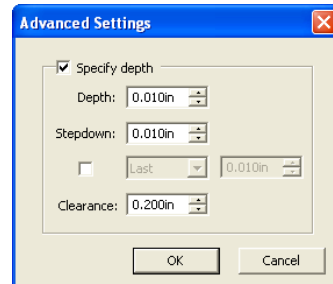 Advanced Settings
Specify depth
Depth: 0.010in
Stepdown: 0.010in
Last 0.010in
Clearance: 0.200in
OK Cancel